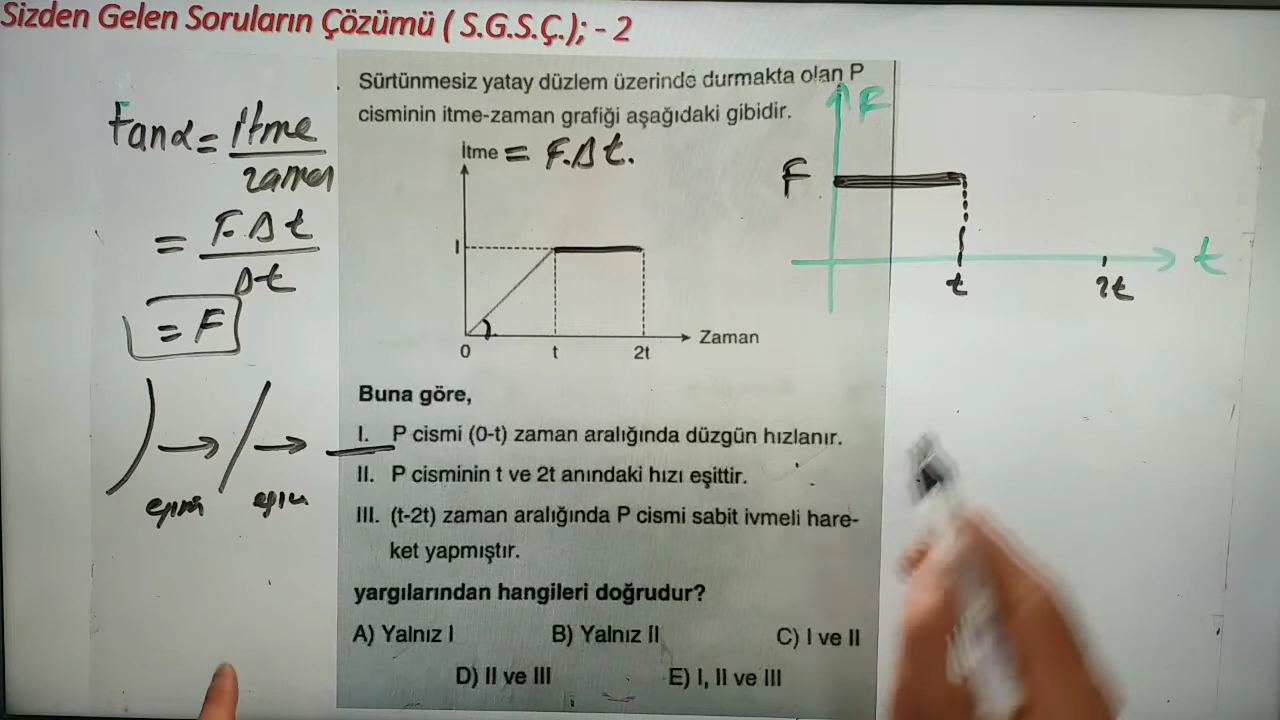 Sizden Gelen Soruların Çözümü ( S.G.S.Ç.); - 2
Sürtünmesiz yatay düzlem üzerinde durmakta olan P
cisminin itme-zaman grafiği aşağıdaki gibidir.
İtme = F.Δt.
I
0 t 2t
Zaman
Tanα = itme
zaman
= F.Δt
Δt
= F
eğim eğim
F
F
t 2t
t
Buna göre,
I. P cismi (0-t) zaman aralığında düzgün hızlanır.
II. P cisminin t ve 2t anındaki hızı eşittir.
III. (t-2t) zaman aralığında P cismi sabit ivmeli hare-
ket yapmıştır.
yargılarından hangileri doğrudur?
A) Yalnız I B) Yalnız II C) I ve II
D) II ve III E) I, II ve III